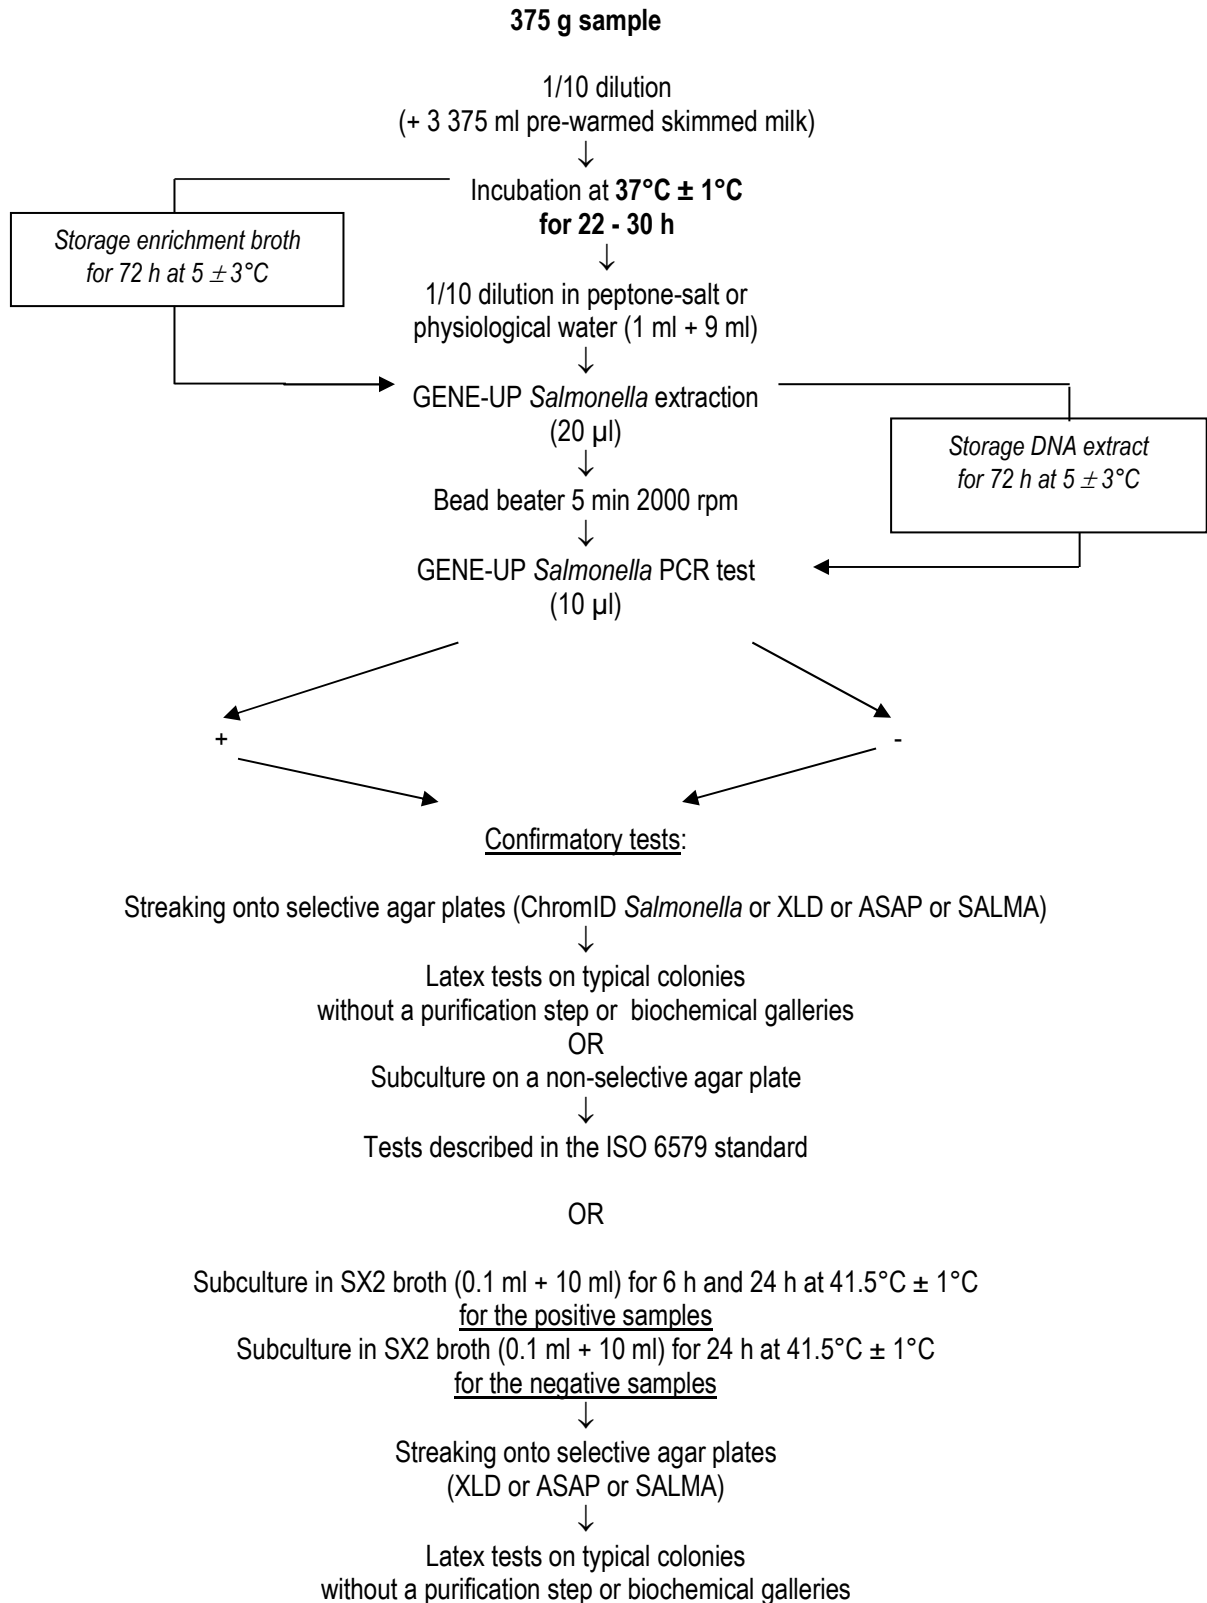 375 g sample
1/10 dilution
(+ 3 375 ml pre-warmed skimmed milk)
↓
Incubation at 37°C ± 1°C
for 22 - 30 h
Storage enrichment broth
for 72 h at 5 ± 3°C
↓
1/10 dilution in peptone-salt or
physiological water (1 ml + 9 ml)
↓
GENE-UP Salmonella extraction
(20 µl)
Storage DNA extract
for 72 h at 5 ± 3°C
↓
Bead beater 5 min 2000 rpm
↓
GENE-UP Salmonella PCR test
(10 µl)
+
-
Confirmatory tests:
Streaking onto selective agar plates (ChromID Salmonella or XLD or ASAP or SALMA)
↓
Latex tests on typical colonies
without a purification step or biochemical galleries
OR
Subculture on a non-selective agar plate
↓
Tests described in the ISO 6579 standard
OR
Subculture in SX2 broth (0.1 ml + 10 ml) for 6 h and 24 h at 41.5°C ± 1°C
for the positive samples
Subculture in SX2 broth (0.1 ml + 10 ml) for 24 h at 41.5°C ± 1°C
for the negative samples
↓
Streaking onto selective agar plates
(XLD or ASAP or SALMA)
↓
Latex tests on typical colonies
without a purification step or biochemical galleries